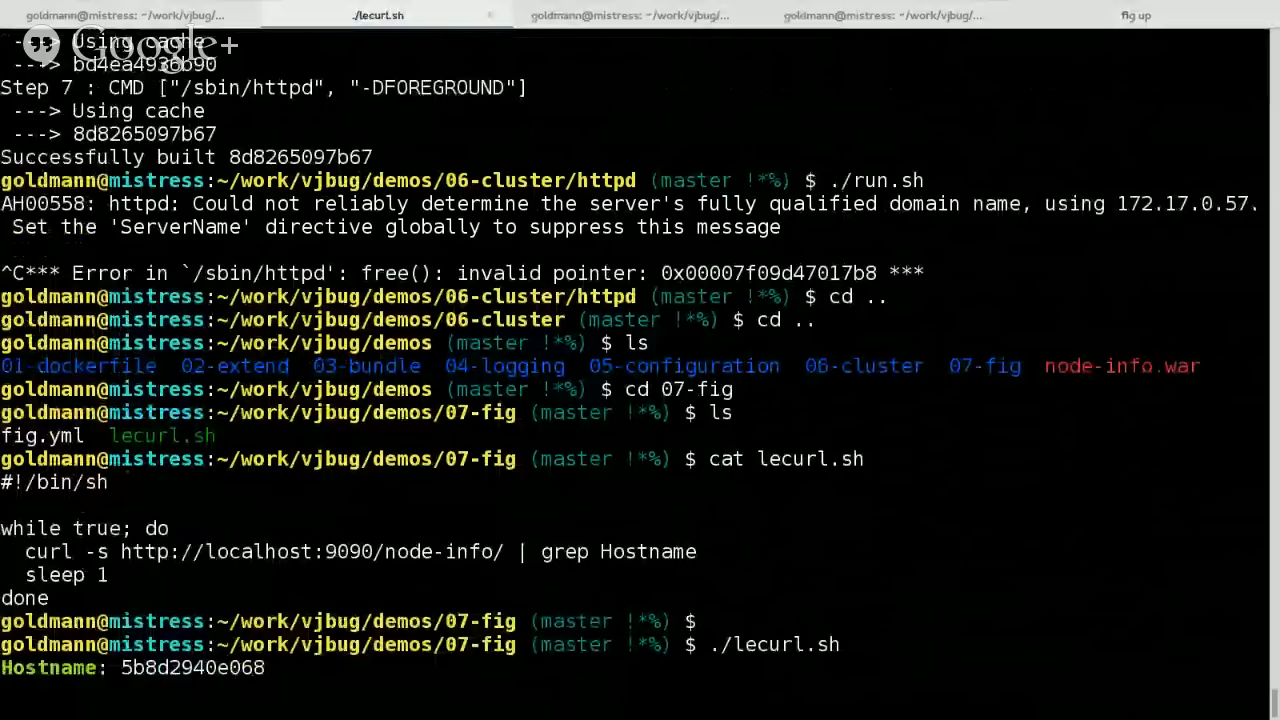 goldmann@mistress: ~/work/vjbug/... ./lecurl.sh goldmann@mistress: ~/work/vjbug/... goldmann@mistress: ~/work/vjbug/... fig up
Google+
---> Using cache
---> bd4ea4936b90
Step 7 : CMD ["/sbin/httpd", "-DFOREGROUND"]
---> Using cache
---> 8d8265097b67
Successfully built 8d8265097b67
goldmann@mistress:~/work/vjbug/demos/06-cluster/httpd (master !*%) $ ./run.sh
AH00558: httpd: Could not reliably determine the server's fully qualified domain name, using 172.17.0.57.
Set the 'ServerName' directive globally to suppress this message
^C*** Error in `/sbin/httpd': free(): invalid pointer: 0x00007f09d47017b8 ***
goldmann@mistress:~/work/vjbug/demos/06-cluster/httpd (master !*%) $ cd ..
goldmann@mistress:~/work/vjbug/demos/06-cluster (master !*%) $ cd ..
goldmann@mistress:~/work/vjbug/demos (master !*%) $ ls
01-dockerfile 02-extend 03-bundle 04-logging 05-configuration 06-cluster 07-fig node-info.war
goldmann@mistress:~/work/vjbug/demos (master !*%) $ cd 07-fig
goldmann@mistress:~/work/vjbug/demos/07-fig (master !*%) $ ls
fig.yml lecurl.sh
goldmann@mistress:~/work/vjbug/demos/07-fig (master !*%) $ cat lecurl.sh
#!/bin/sh
while true; do
curl -s http://localhost:9090/node-info/ | grep Hostname
sleep 1
done
goldmann@mistress:~/work/vjbug/demos/07-fig (master !*%) $
goldmann@mistress:~/work/vjbug/demos/07-fig (master !*%) $ ./lecurl.sh
Hostname: 5b8d2940e068